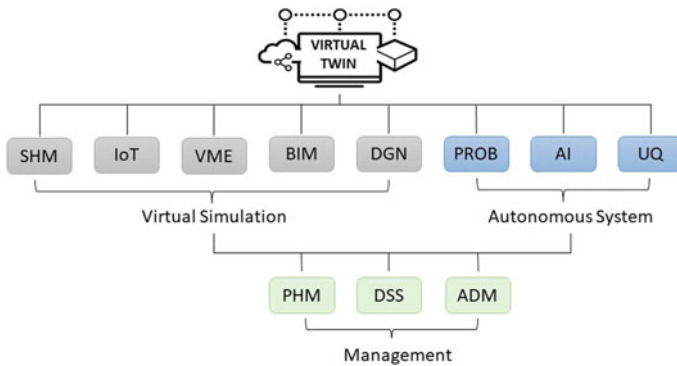 VIRTUAL
TWIN
SHM IoT VME BIM DGN PROB AI UQ
Virtual Simulation Autonomous System
PHM DSS ADM
Management